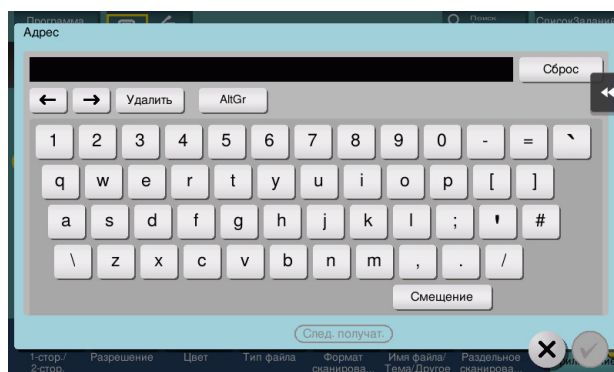 Программа
Поиск
СписокЗаданий
Адрес
Сброс
Удалить
AltGr
1 2 3 4 5 6 7 8 9 0 - = `
q w e r t y u i o p [ ]
a s d f g h j k l ; ' #
\ z x c v b n m , . /
Смещение
След. получат.
1-стор./
2-стор.
Разрешение
Цвет
Тип файла
Формат
сканирова...
Имя файла/
Тема/Другое
Раздельное
сканирова...